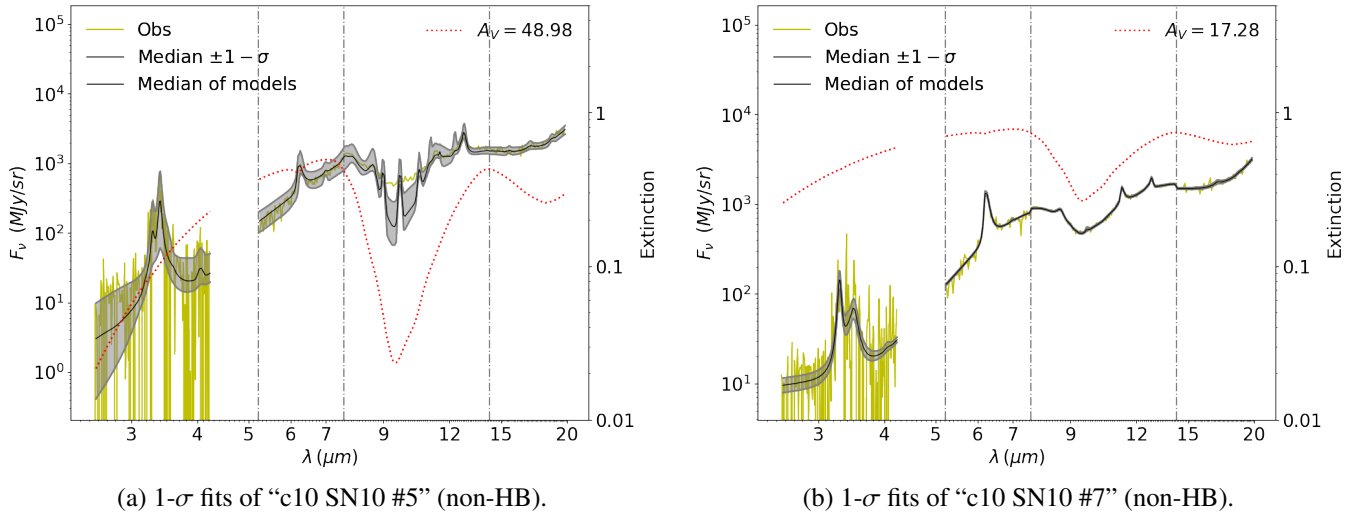 Obs
Median ±1 − σ
Median of models
A_V = 48.98
10⁵
10⁴
10³
10²
10¹
10⁰
F_ν (MJy/sr)
1
0.1
0.01
Extinction
3 4 5 6 7 9 12 15 20
λ (μm)
(a) 1-σ fits of “c10 SN10 #5” (non-HB).
Obs
Median ±1 − σ
Median of models
A_V = 17.28
10⁵
10⁴
10³
10²
10¹
F_ν (MJy/sr)
1
0.1
0.01
Extinction
3 4 5 6 7 9 12 15 20
λ (μm)
(b) 1-σ fits of “c10 SN10 #7” (non-HB).